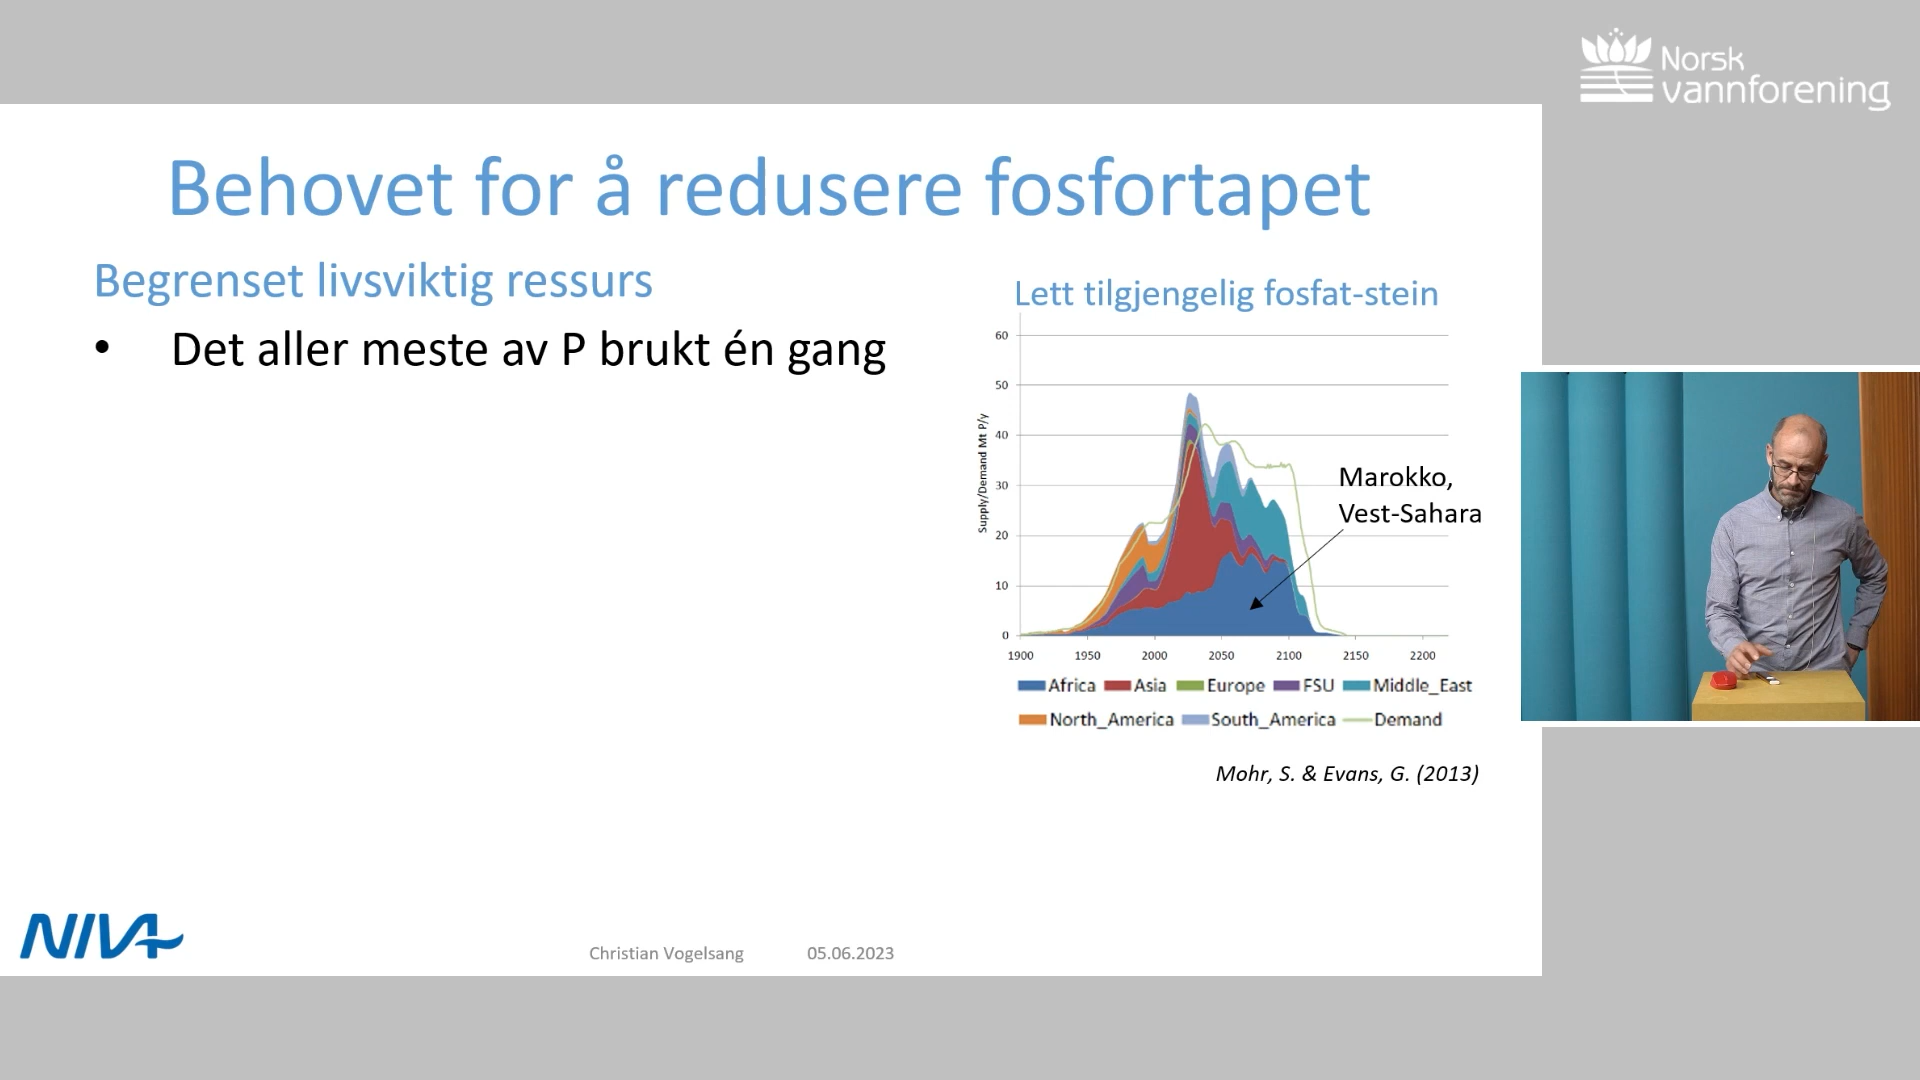 Norsk
vannforening
Behovet for å redusere fosfortapet
Begrenset livsviktig ressurs
• Det aller meste av P brukt én gang
Lett tilgjengelig fosfat-stein
Supply/Demand Mt P/y
60
50
40
30
20
10
0
1900 1950 2000 2050 2100 2150 2200
Marokko,
Vest-Sahara
Africa Asia Europe FSU Middle_East
North_America South_America Demand
Mohr, S. & Evans, G. (2013)
NIVA
Christian Vogelsang 05.06.2023